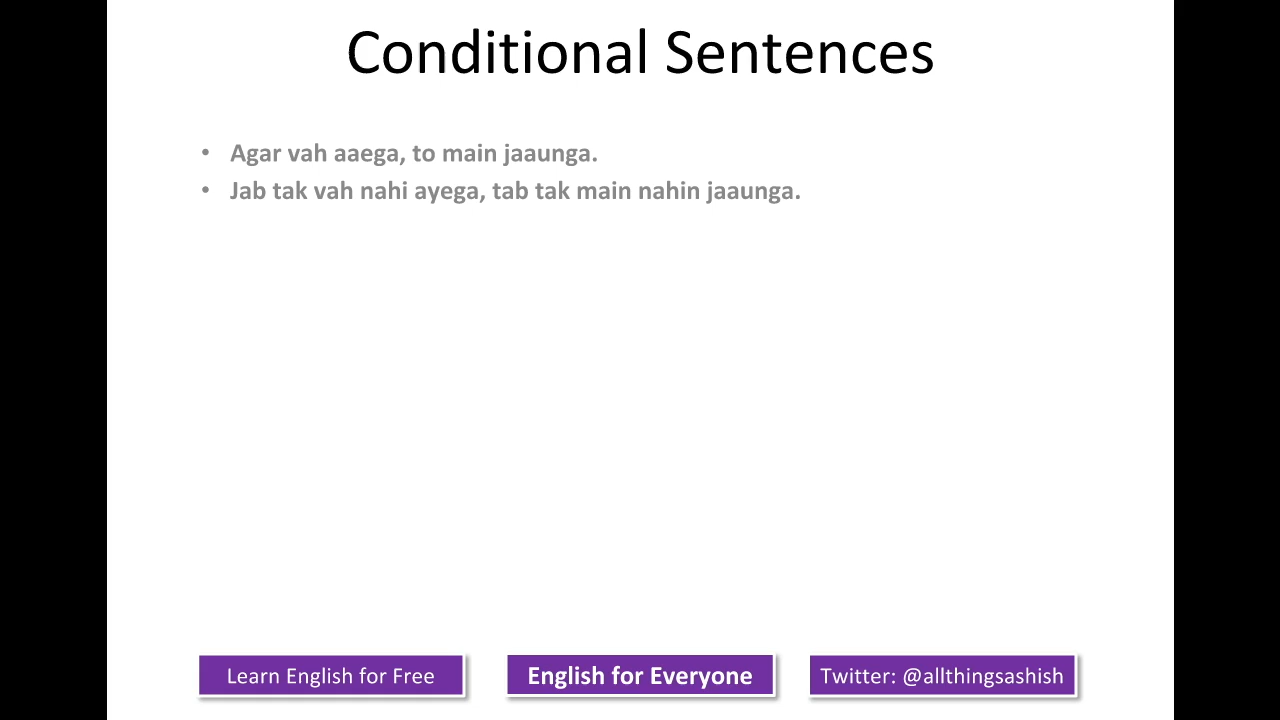 Conditional Sentences
• Agar vah aaega, to main jaaunga.
• Jab tak vah nahi ayega, tab tak main nahin jaaunga.
Learn English for Free
English for Everyone
Twitter: @allthingsashish